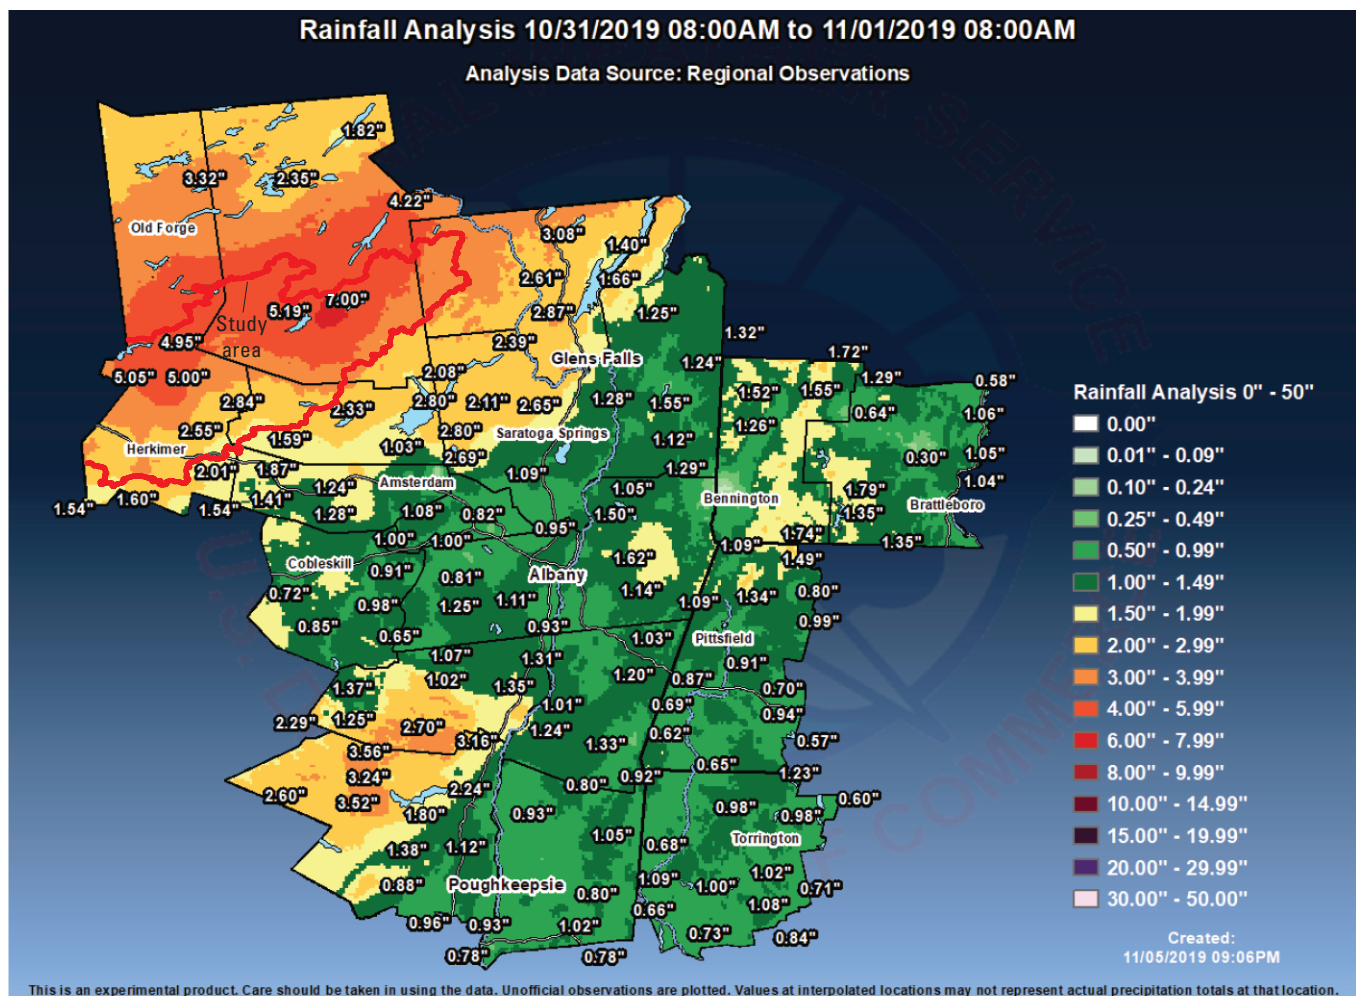 Rainfall Analysis 10/31/2019 08:00AM to 11/01/2019 08:00AM
Analysis Data Source: Regional Observations
1.82"
3.32" 2.35"
4.22"
Old Forge
3.08"
1.40"
2.61" 1.66"
7.00"
5.19" 2.87" 1.25"
Study
area
4.95" 2.39" 1.32"
Glens Falls 1.24" 1.72"
5.05" 5.00" 2.08" 1.29" 0.58"
2.84" 2.33" 2.80" 2.11" 2.65" 1.28" 1.55" 1.52" 1.55" 0.64" 1.06"
2.55" 1.59" 2.80" Saratoga Springs 1.12" 1.26"
Herkimer 1.03" 2.69" 0.30" 1.05"
2.01" 1.87" 1.09" 1.29" 1.04"
Amsterdam
1.24" 1.05" Bennington 1.79"
1.54" 1.60" 1.54" 1.41" 1.28" 1.08" 0.82" 1.50" 1.35" Brattleboro
0.95" 1.74"
1.00" 1.00" 1.09" 1.35"
Cobleskill 0.91" 0.81" Albany 1.62" 1.49"
0.72" 0.98" 1.25" 1.11" 1.14" 1.09" 1.34" 0.80"
0.85" 0.65" 0.93" 1.03" Pittsfield 0.99"
1.07" 1.31" 0.91"
1.37" 1.02" 1.35" 1.20" 0.87" 0.70"
2.29" 1.25" 2.70" 1.01" 0.69" 0.94"
3.16" 1.24" 1.33" 0.62" 0.57"
3.56"
3.24" 0.92" 0.65" 1.23"
2.60" 3.52" 2.24" 0.80"
1.80" 0.93" 0.98" 0.98" 0.60"
1.38" 1.12" 1.05" 0.68" Torrington
0.88" Poughkeepsie 0.80" 1.09" 1.00" 1.02" 0.71"
0.96" 0.93" 1.02" 0.66" 1.08"
0.73" 0.84"
0.78" 0.78"
Rainfall Analysis 0" - 50"
0.00"
0.01" - 0.09"
0.10" - 0.24"
0.25" - 0.49"
0.50" - 0.99"
1.00" - 1.49"
1.50" - 1.99"
2.00" - 2.99"
3.00" - 3.99"
4.00" - 5.99"
6.00" - 7.99"
8.00" - 9.99"
10.00" - 14.99"
15.00" - 19.99"
20.00" - 29.99"
30.00" - 50.00"
Created:
11/05/2019 09:06PM
This is an experimental product. Care should be taken in using the data. Unofficial observations are plotted. Values at interpolated locations may not represent actual precipitation totals at that location.